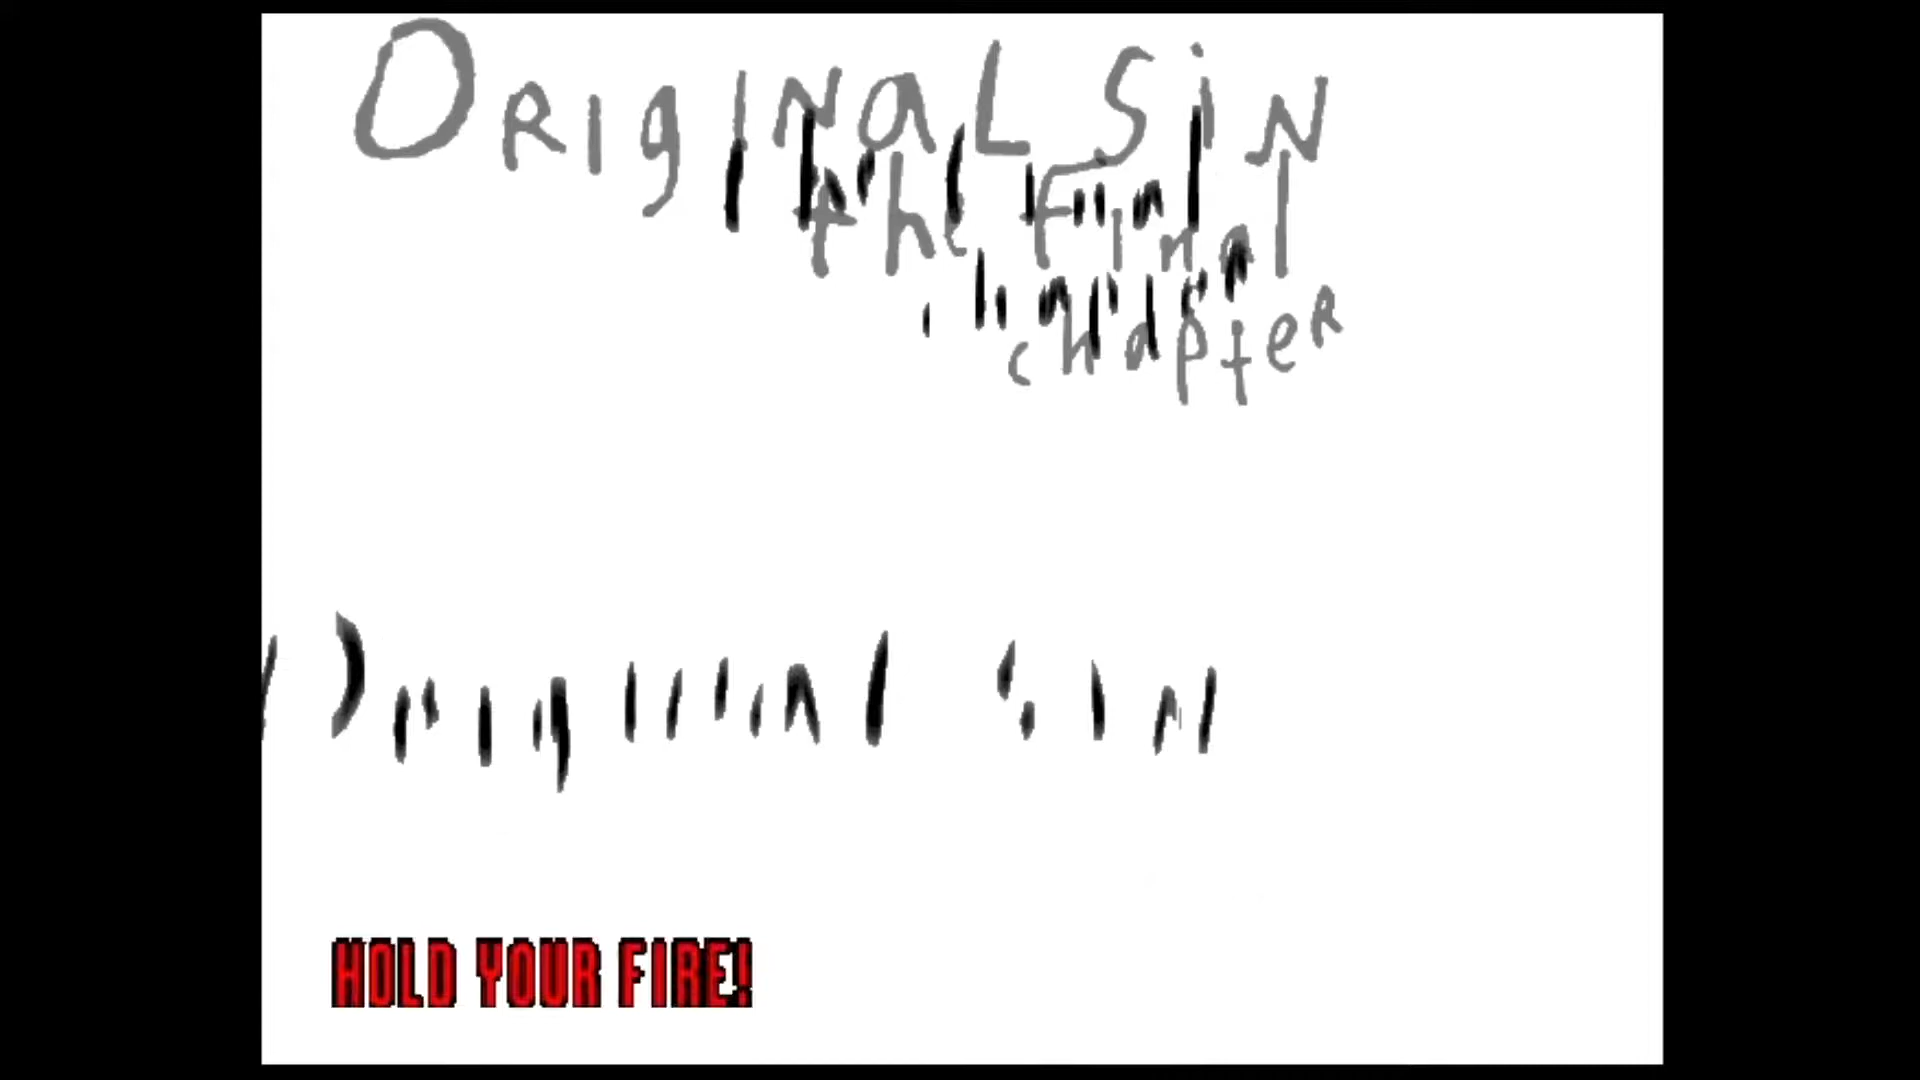 ORIgINaL SiN
the Final
chapteR
Original Sin
HOLD YOUR FIRE!